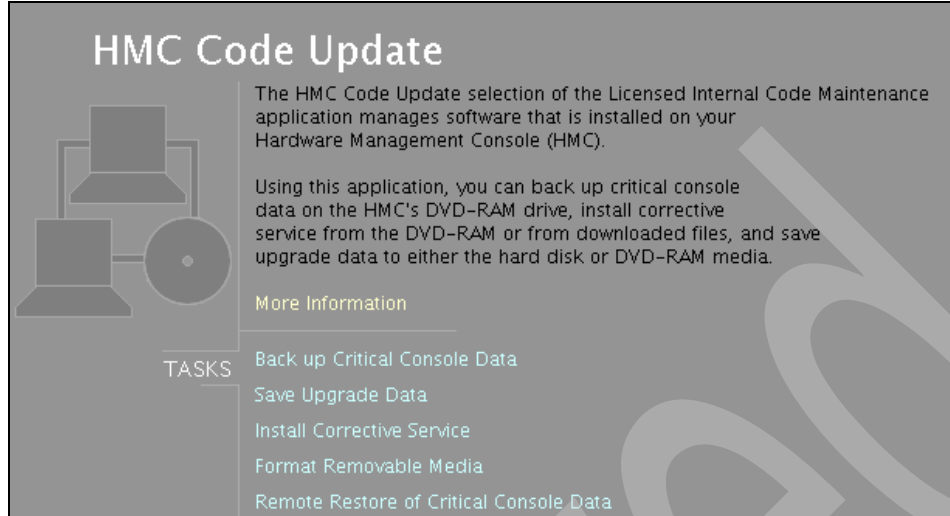 HMC Code Update
The HMC Code Update selection of the Licensed Internal Code Maintenance
application manages software that is installed on your
Hardware Management Console (HMC).
Using this application, you can back up critical console
data on the HMC's DVD-RAM drive, install corrective
service from the DVD-RAM or from downloaded files, and save
upgrade data to either the hard disk or DVD-RAM media.
More Information
TASKS
Back up Critical Console Data
Save Upgrade Data
Install Corrective Service
Format Removable Media
Remote Restore of Critical Console Data